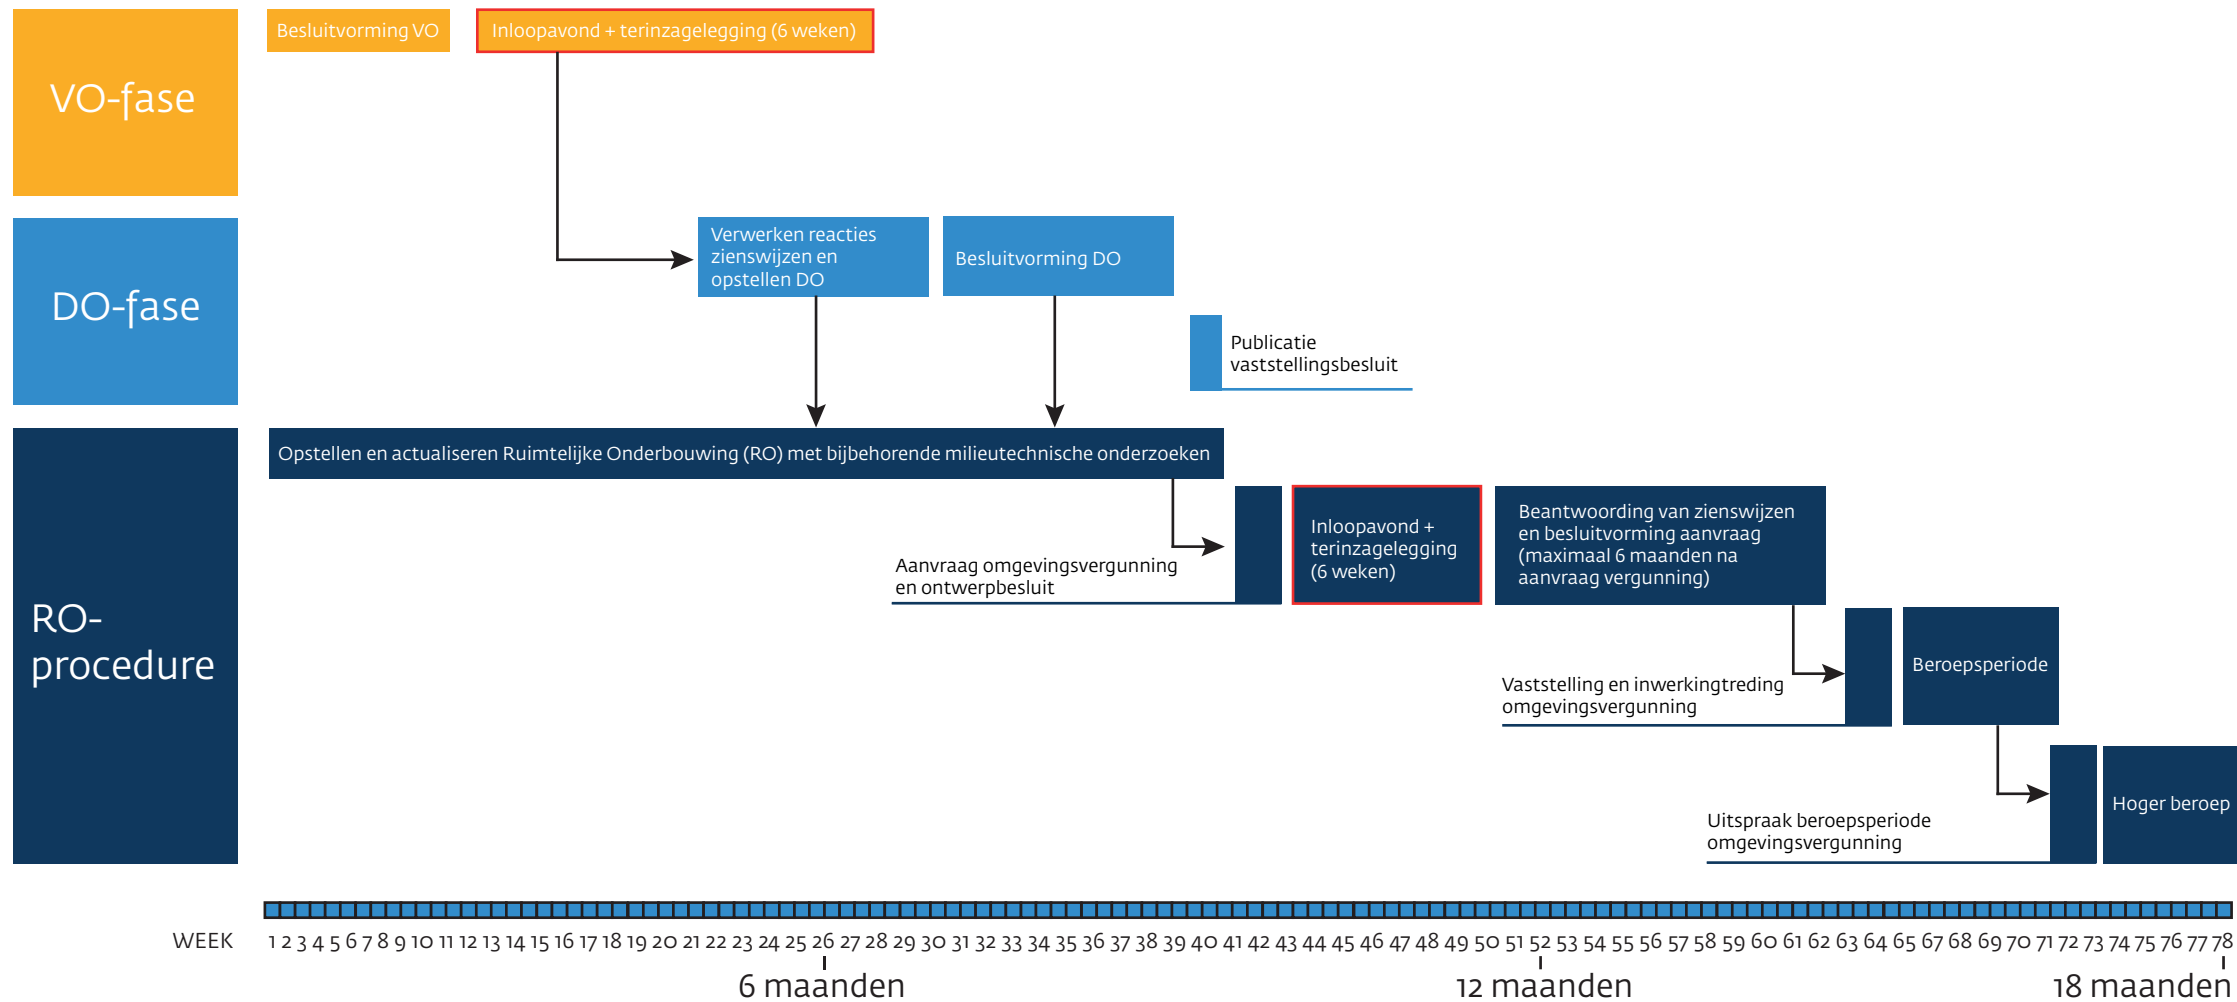 VO-fase
Besluitvorming VO
Inloopavond + terinzagelegging (6 weken)
DO-fase
Verwerken reacties
zienswijzen en
opstellen DO
Besluitvorming DO
Publicatie
vaststellingsbesluit
RO-
procedure
Opstellen en actualiseren Ruimtelijke Onderbouwing (RO) met bijbehorende milieutechnische onderzoeken
Aanvraag omgevingsvergunning
en ontwerpbesluit
Inloopavond +
terinzagelegging
(6 weken)
Beantwoording van zienswijzen
en besluitvorming aanvraag
(maximaal 6 maanden na
aanvraag vergunning)
Vaststelling en inwerkingtreding
omgevingsvergunning
Beroepsperiode
Uitspraak beroepsperiode
omgevingsvergunning
Hoger beroep
WEEK 1 2 3 4 5 6 7 8 9 10 11 12 13 14 15 16 17 18 19 20 21 22 23 24 25 26 27 28 29 30 31 32 33 34 35 36 37 38 39 40 41 42 43 44 45 46 47 48 49 50 51 52 53 54 55 56 57 58 59 60 61 62 63 64 65 66 67 68 69 70 71 72 73 74 75 76 77 78
6 maanden 12 maanden 18 maanden